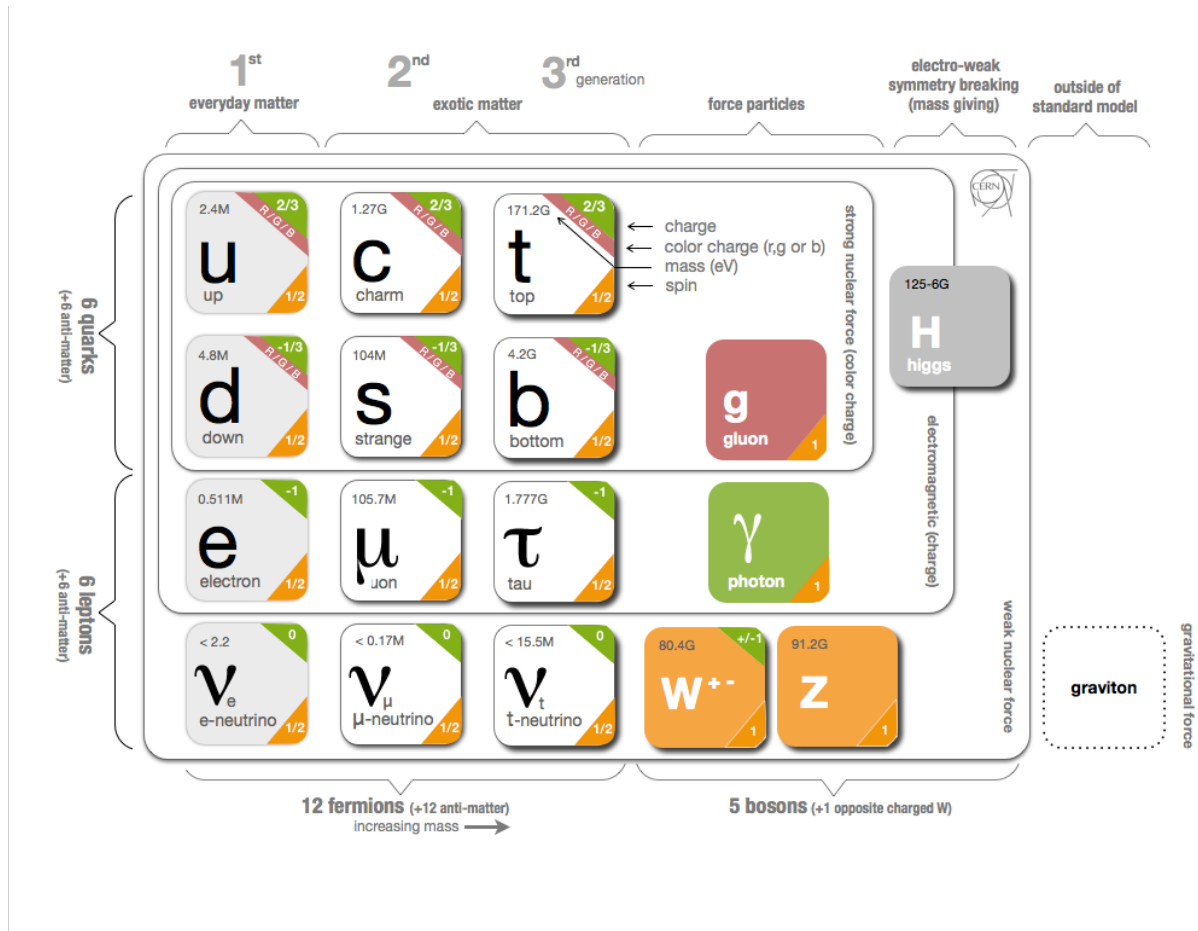 1st
2nd
3rd generation
everyday matter
exotic matter
force particles
electro-weak
symmetry breaking
(mass giving)
outside of
standard model
CERN
6 quarks
(+6 anti-matter)
2.4M
2/3
R/G/B
u
up
1/2
1.27G
2/3
R/G/B
c
charm
1/2
171.2G
2/3
R/G/B
t
top
1/2
charge
color charge (r,g or b)
mass (eV)
spin
strong nuclear force (color charge)
125-6G
H
higgs
4.8M
-1/3
R/G/B
d
down
1/2
104M
-1/3
R/G/B
s
strange
1/2
4.2G
-1/3
R/G/B
b
bottom
1/2
g
gluon
1
electromagnetic (charge)
6 leptons
(+6 anti-matter)
0.511M
-1
e
electron
1/2
105.7M
-1
μ
uon
1/2
1.777G
-1
τ
tau
1/2
γ
photon
1
weak nuclear force
< 2.2
0
νe
e-neutrino
1/2
< 0.17M
0
νμ
μ-neutrino
1/2
< 15.5M
0
νt
t-neutrino
1/2
80.4G
+/-1
W+-
1
91.2G
Z
1
graviton
gravitational force
12 fermions (+12 anti-matter)
increasing mass
5 bosons (+1 opposite charged W)